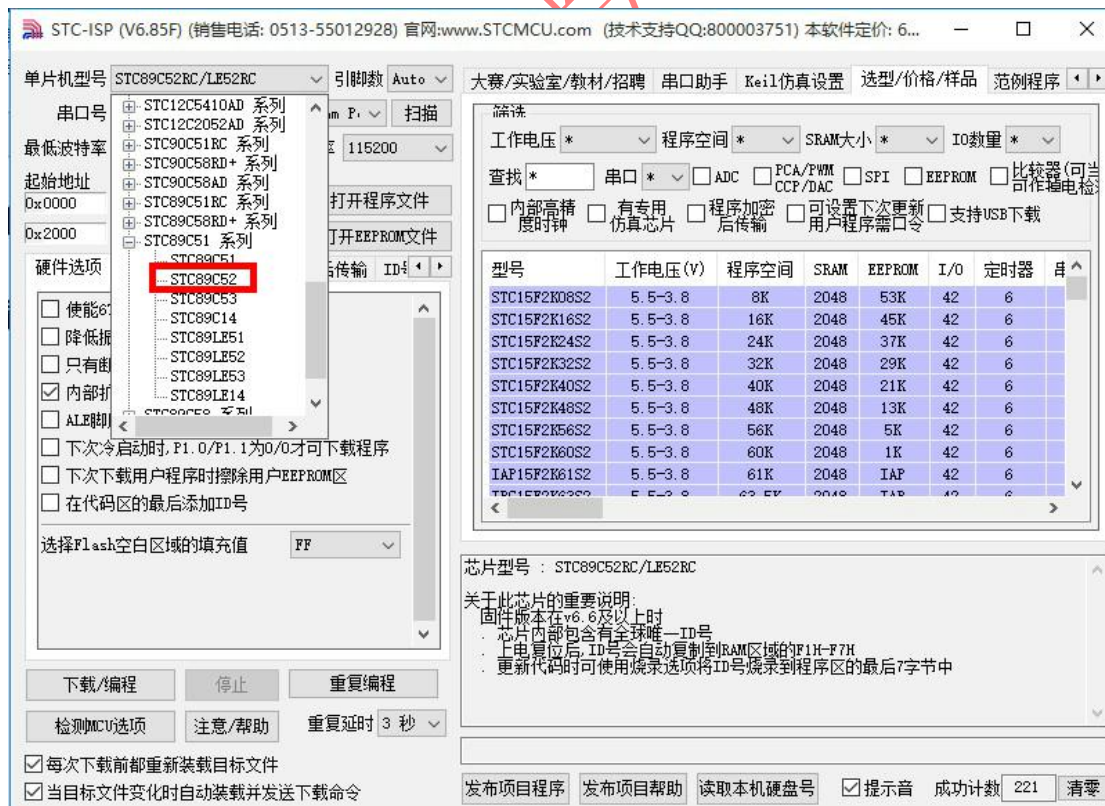 STC-ISP (V6.85F) (销售电话: 0513-55012928) 官网:www.STCMCU.com (技术支持QQ:800003751) 本软件定价: 6...
单片机型号 STC89C52RC/LE52RC 引脚数 Auto
串口号 扫描
最低波特率 115200
起始地址
0x0000 打开程序文件
0x2000 打开EEPROM文件
STC12C5410AD 系列
STC12C2052AD 系列
STC90C51RC 系列
STC90C58RD+ 系列
STC90C58AD 系列
STC89C51RC 系列
STC89C58RD+ 系列
STC89C51 系列
STC89C51
STC89C52
STC89C53
STC89C14
STC89LE51
STC89LE52
STC89LE53
STC89LE14
硬件选项
使能6
降低振
只有断
内部扩
ALE脚
下次冷启动时,P1.0/P1.1为0/0才可下载程序
下次下载用户程序时擦除用户EEPROM区
在代码区的最后添加ID号
选择Flash空白区域的填充值 FF
下载/编程 停止 重复编程
检测MCU选项 注意/帮助 重复延时 3 秒
每次下载前都重新装载目标文件
当目标文件变化时自动装载并发送下载命令
大赛/实验室/教材/招聘 串口助手 Keil仿真设置 选型/价格/样品 范例程序
筛选
工作电压 * 程序空间 * SRAM大小 * IO数量 *
查找 * 串口 * ADC PCA/PWM CCP/DAC SPI EEPROM 比较器(可当 可作掉电检
内部高精度时钟 有专用仿真芯片 程序加密后传输 可设置下次更新用户程序需口令 支持USB下载
型号 工作电压(V) 程序空间 SRAM EEPROM I/O 定时器 串
STC15F2K08S2 5.5-3.8 8K 2048 53K 42 6
STC15F2K16S2 5.5-3.8 16K 2048 45K 42 6
STC15F2K24S2 5.5-3.8 24K 2048 37K 42 6
STC15F2K32S2 5.5-3.8 32K 2048 29K 42 6
STC15F2K40S2 5.5-3.8 40K 2048 21K 42 6
STC15F2K48S2 5.5-3.8 48K 2048 13K 42 6
STC15F2K56S2 5.5-3.8 56K 2048 5K 42 6
STC15F2K60S2 5.5-3.8 60K 2048 1K 42 6
IAP15F2K61S2 5.5-3.8 61K 2048 IAP 42 6
芯片型号 : STC89C52RC/LE52RC
关于此芯片的重要说明:
固件版本在v6.6及以上时
. 芯片内部包含有全球唯一ID号
. 上电复位后,ID号会自动复制到RAM区域的F1H-F7H
. 更新代码时可使用烧录选项将ID号烧录到程序区的最后7字节中
发布项目程序 发布项目帮助 读取本机硬盘号 提示音 成功计数 221 清零